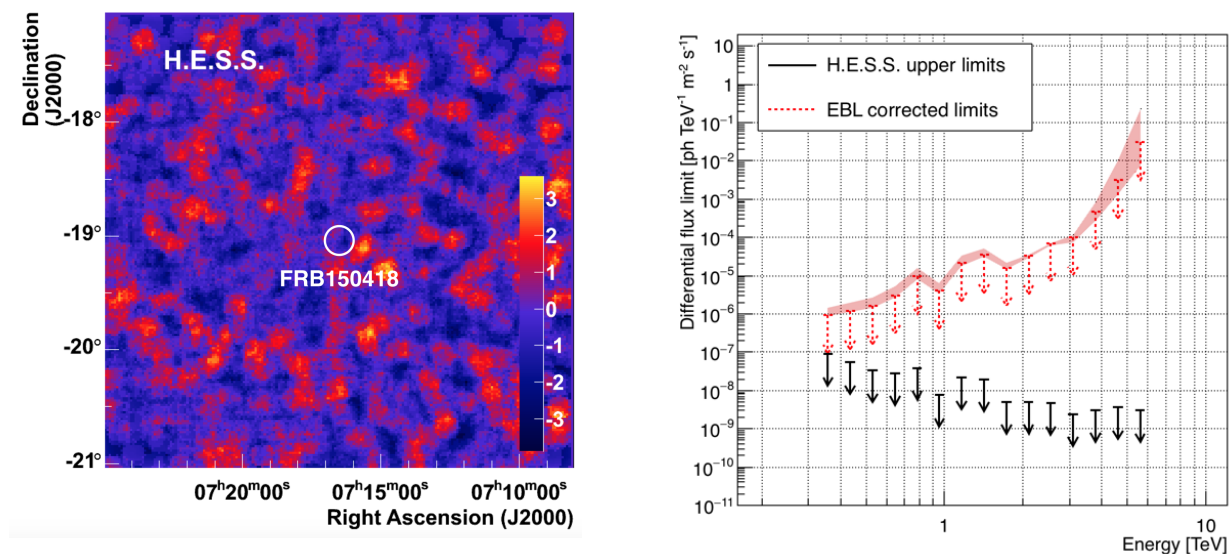 Declination
(J2000)
H.E.S.S.
-18°
-19°
-20°
-21°
FRB150418
3
2
1
0
-1
-2
-3
07ʰ20ᵐ00ˢ
07ʰ15ᵐ00ˢ
07ʰ10ᵐ00ˢ
Right Ascension (J2000)
Differential flux limit [ph TeV⁻¹ m⁻² s⁻¹]
10
1
10⁻¹
10⁻²
10⁻³
10⁻⁴
10⁻⁵
10⁻⁶
10⁻⁷
10⁻⁸
10⁻⁹
10⁻¹⁰
10⁻¹¹
H.E.S.S. upper limits
EBL corrected limits
1
10
Energy [TeV]